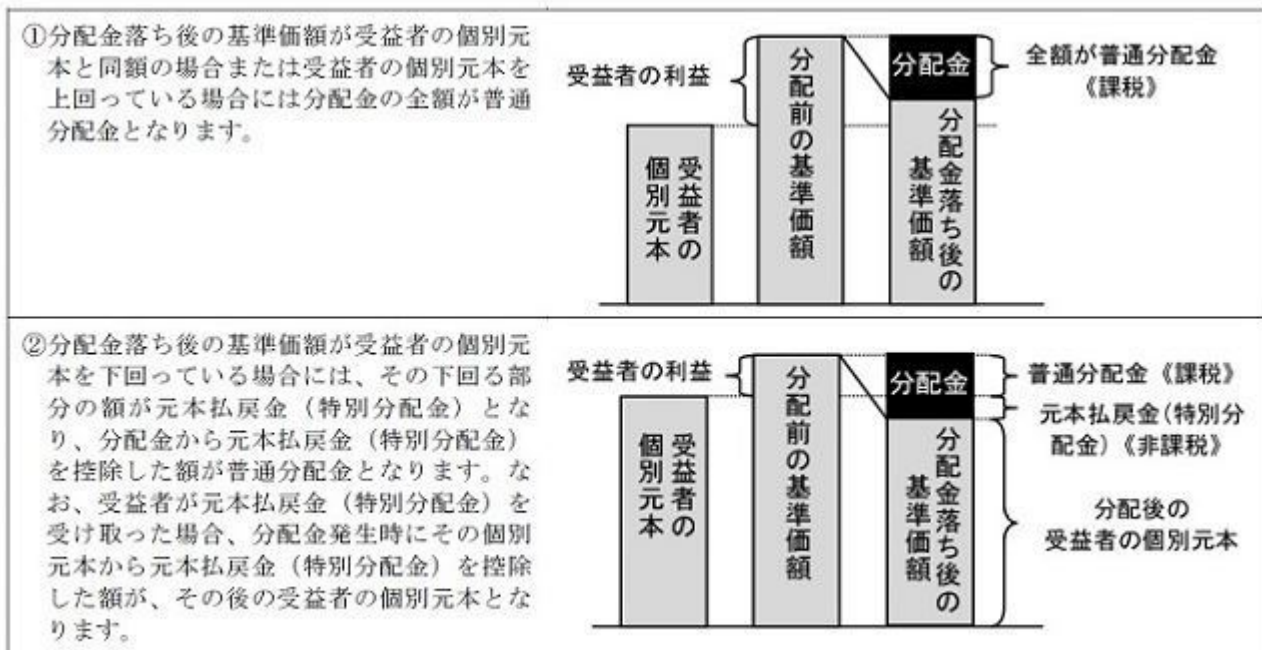 ①分配金落ち後の基準価額が受益者の個別元
本と同額の場合または受益者の個別元本を
上回っている場合には分配金の全額が普通
分配金となります。
受益者の利益
受益者の
個別元本
分配前の基準価額
分配金
分配金落ち後の
基準価額
全額が普通分配金
《課税》
②分配金落ち後の基準価額が受益者の個別元
本を下回っている場合には、その下回る部
分の額が元本払戻金（特別分配金）とな
り、分配金から元本払戻金（特別分配金）
を控除した額が普通分配金となります。な
お、受益者が元本払戻金（特別分配金）を
受け取った場合、分配金発生時にその個別
元本から元本払戻金（特別分配金）を控除
した額が、その後の受益者の個別元本とな
ります。
受益者の利益
受益者の
個別元本
分配前の基準価額
分配金
分配金落ち後の
基準価額
普通分配金《課税》
元本払戻金(特別分
配金)《非課税》
分配後の
受益者の個別元本